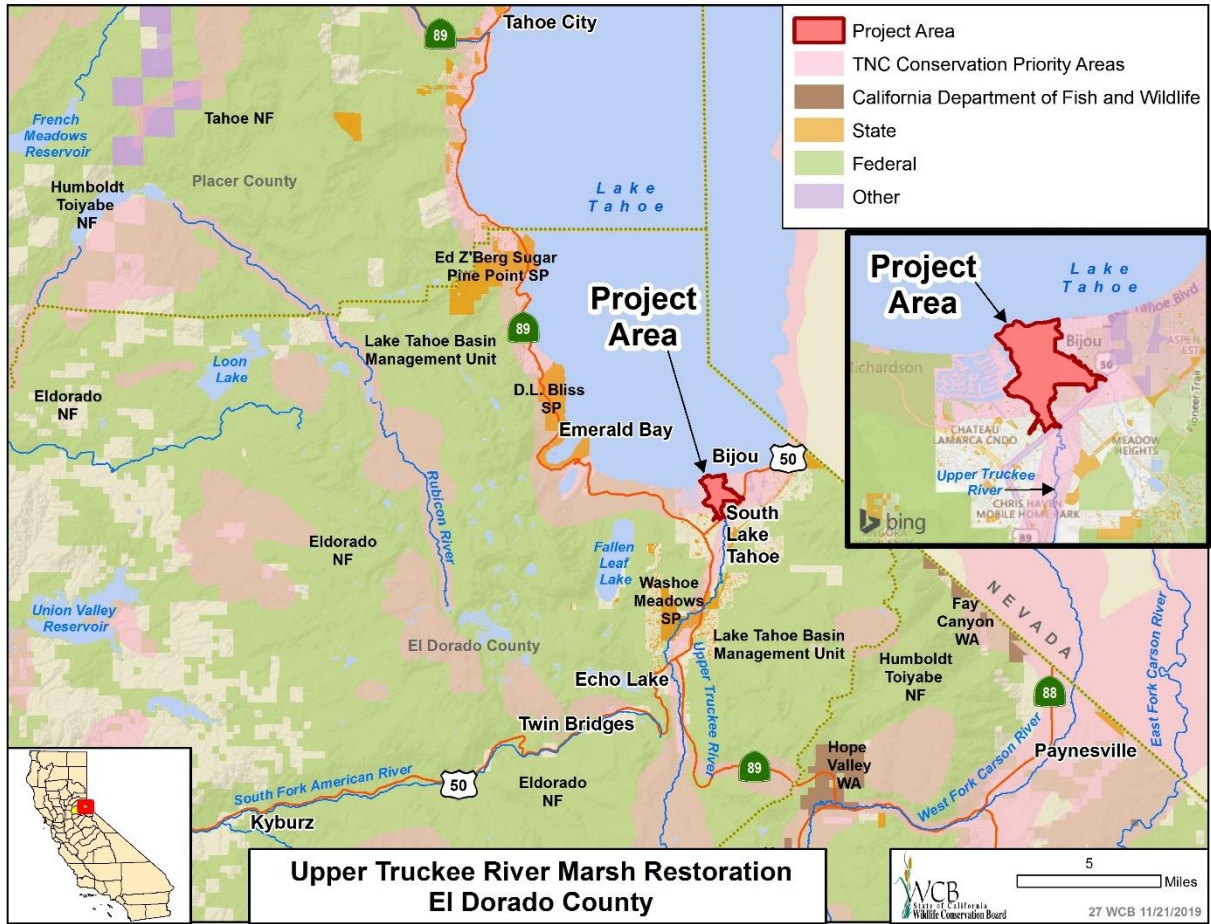 Tahoe City
89
French
Meadows
Reservoir
Tahoe NF
Placer County
Humboldt
Toiyabe
NF
Lake
Tahoe
Ed Z'Berg Sugar
Pine Point SP
Project
Area
89
Lake Tahoe Basin
Management Unit
Loon
Lake
Eldorado
NF
D.L. Bliss
SP
Emerald Bay
Bijou
50
South
Lake
Tahoe
Rubicon River
Eldorado
NF
Fallen
Leaf
Lake
Washoe
Meadows
SP
Union Valley
Reservoir
El Dorado County
Lake Tahoe Basin
Management Unit
Upper Truckee River
Echo Lake
Humboldt
Toiyabe
NF
Fay
Canyon
WA
NEVADA
88
East Fork Carson River
Twin Bridges
Paynesville
South Fork American River
50
Eldorado
NF
89
Hope
Valley
WA
West Fork Carson River
Kyburz
Project Area
TNC Conservation Priority Areas
California Department of Fish and Wildlife
State
Federal
Other
Project
Area
Lake
Tahoe
Bijou
50
Richardson
Pioneer Trail
CHATEAU
LAMARCA CNDO
MEADOW
HEIGHTS
Upper Truckee
River
CHRIS HAVEN
MOBILE HOME PARK
89
bing
Upper Truckee River Marsh Restoration
El Dorado County
WCB
State of California
Wildlife Conservation Board
5
Miles
27 WCB 11/21/2019